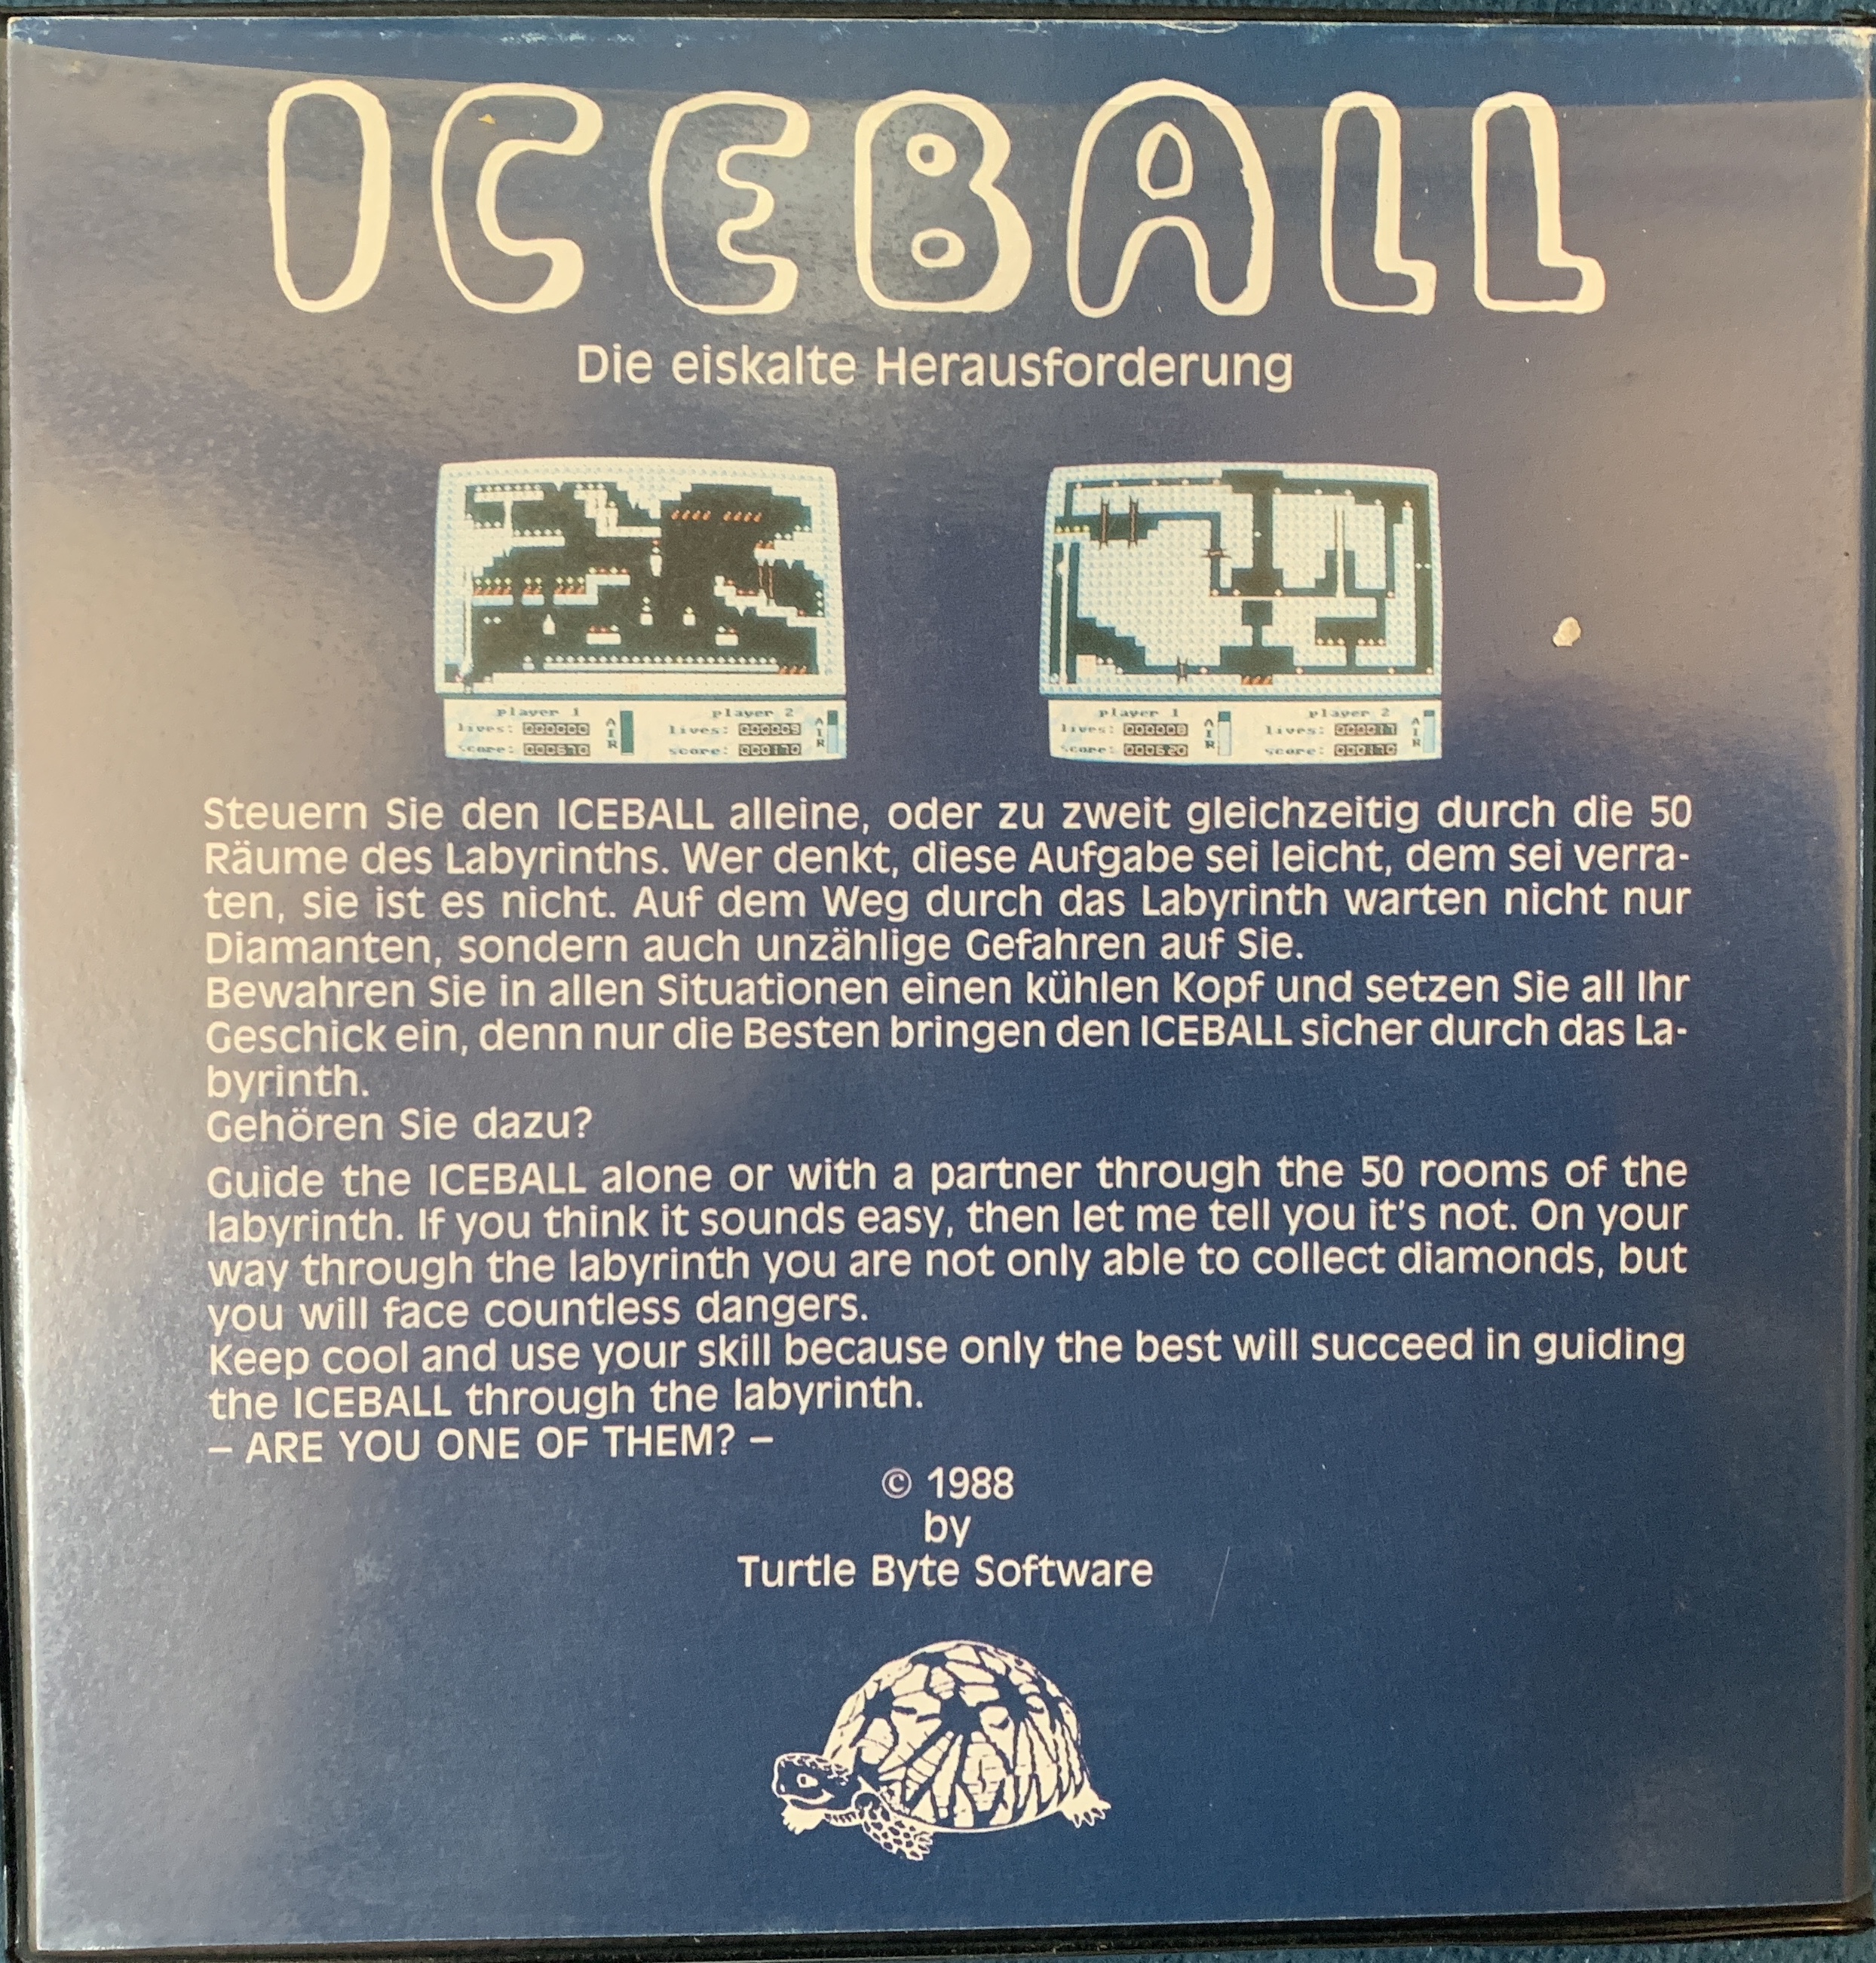 ICEBALL
Die eiskalte Herausforderung
player 1
player 2
lives: 000000
AIR
lives: 000009
AIR
score: 000670
score: 000170
player 1
player 2
lives: 000008
AIR
lives: 000011
AIR
score: 000620
score: 000170
Steuern Sie den ICEBALL alleine, oder zu zweit gleichzeitig durch die 50
Räume des Labyrinths. Wer denkt, diese Aufgabe sei leicht, dem sei verra-
ten, sie ist es nicht. Auf dem Weg durch das Labyrinth warten nicht nur
Diamanten, sondern auch unzählige Gefahren auf Sie.
Bewahren Sie in allen Situationen einen kühlen Kopf und setzen Sie all Ihr
Geschick ein, denn nur die Besten bringen den ICEBALL sicher durch das La-
byrinth.
Gehören Sie dazu?
Guide the ICEBALL alone or with a partner through the 50 rooms of the
labyrinth. If you think it sounds easy, then let me tell you it's not. On your
way through the labyrinth you are not only able to collect diamonds, but
you will face countless dangers.
Keep cool and use your skill because only the best will succeed in guiding
the ICEBALL through the labyrinth.
– ARE YOU ONE OF THEM? –
© 1988
by
Turtle Byte Software